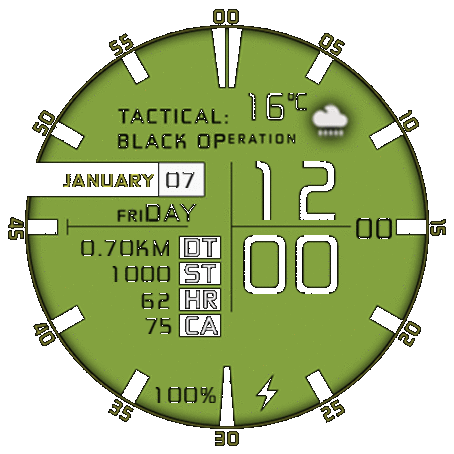 00
55 05
50 10
TACTICAL: 16°C
BLACK OPERATION
JANUARY 07
12
FRIDAY
45 00 15
00
0.70KM DT
1000 ST
62 HR
75 CA
40 20
100%
35 25
30